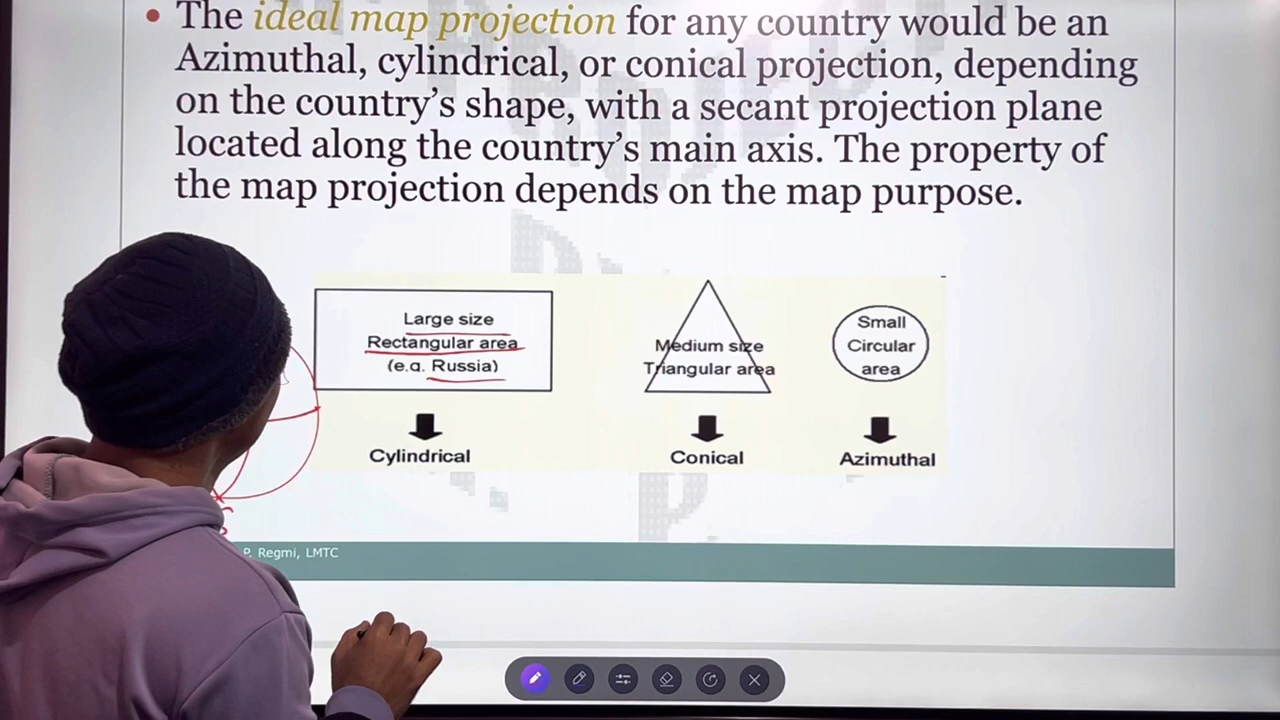 • The ideal map projection for any country would be an
Azimuthal, cylindrical, or conical projection, depending
on the country's shape, with a secant projection plane
located along the country's main axis. The property of
the map projection depends on the map purpose.
Large size
Rectangular area
(e.g. Russia)
Cylindrical
Medium size
Triangular area
Conical
Small
Circular
area
Azimuthal
P. Regmi, LMTC